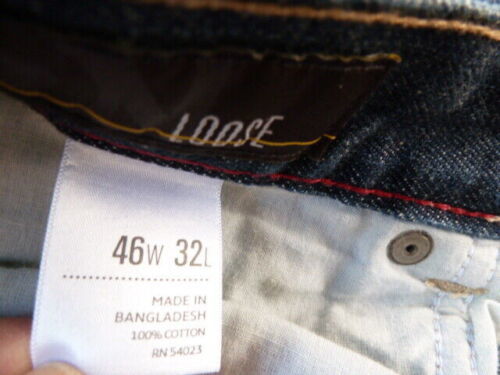 LOOSE
46W 32L
MADE IN
BANGLADESH
100% COTTON
RN 54023